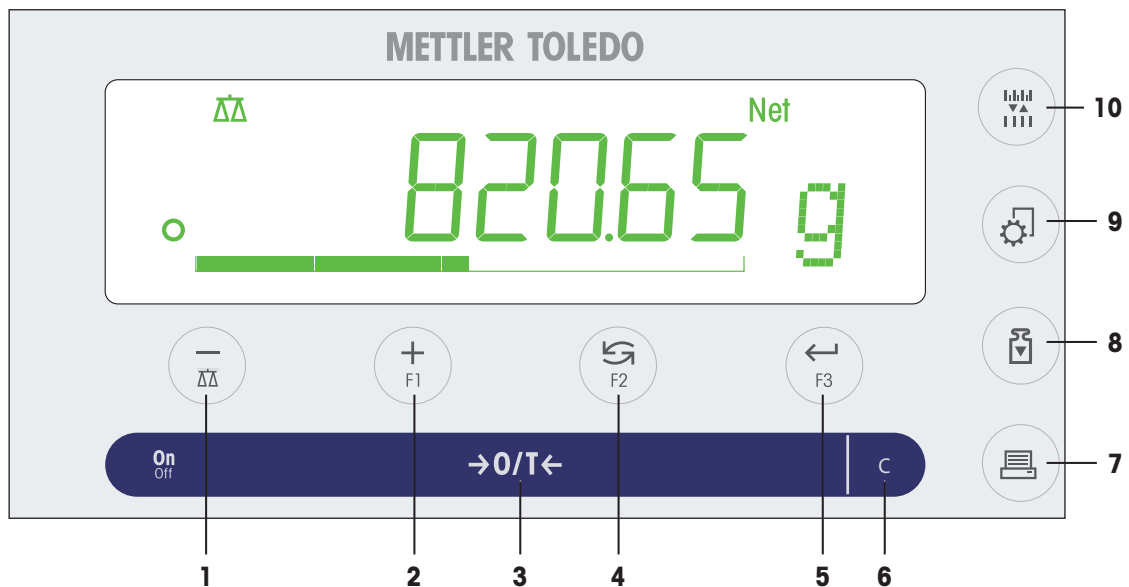 METTLER TOLEDO
Net
820.65 g
10
9
8
F1 F2 F3
On
Off
→0/T←
C
7
1 2 3 4 5 6